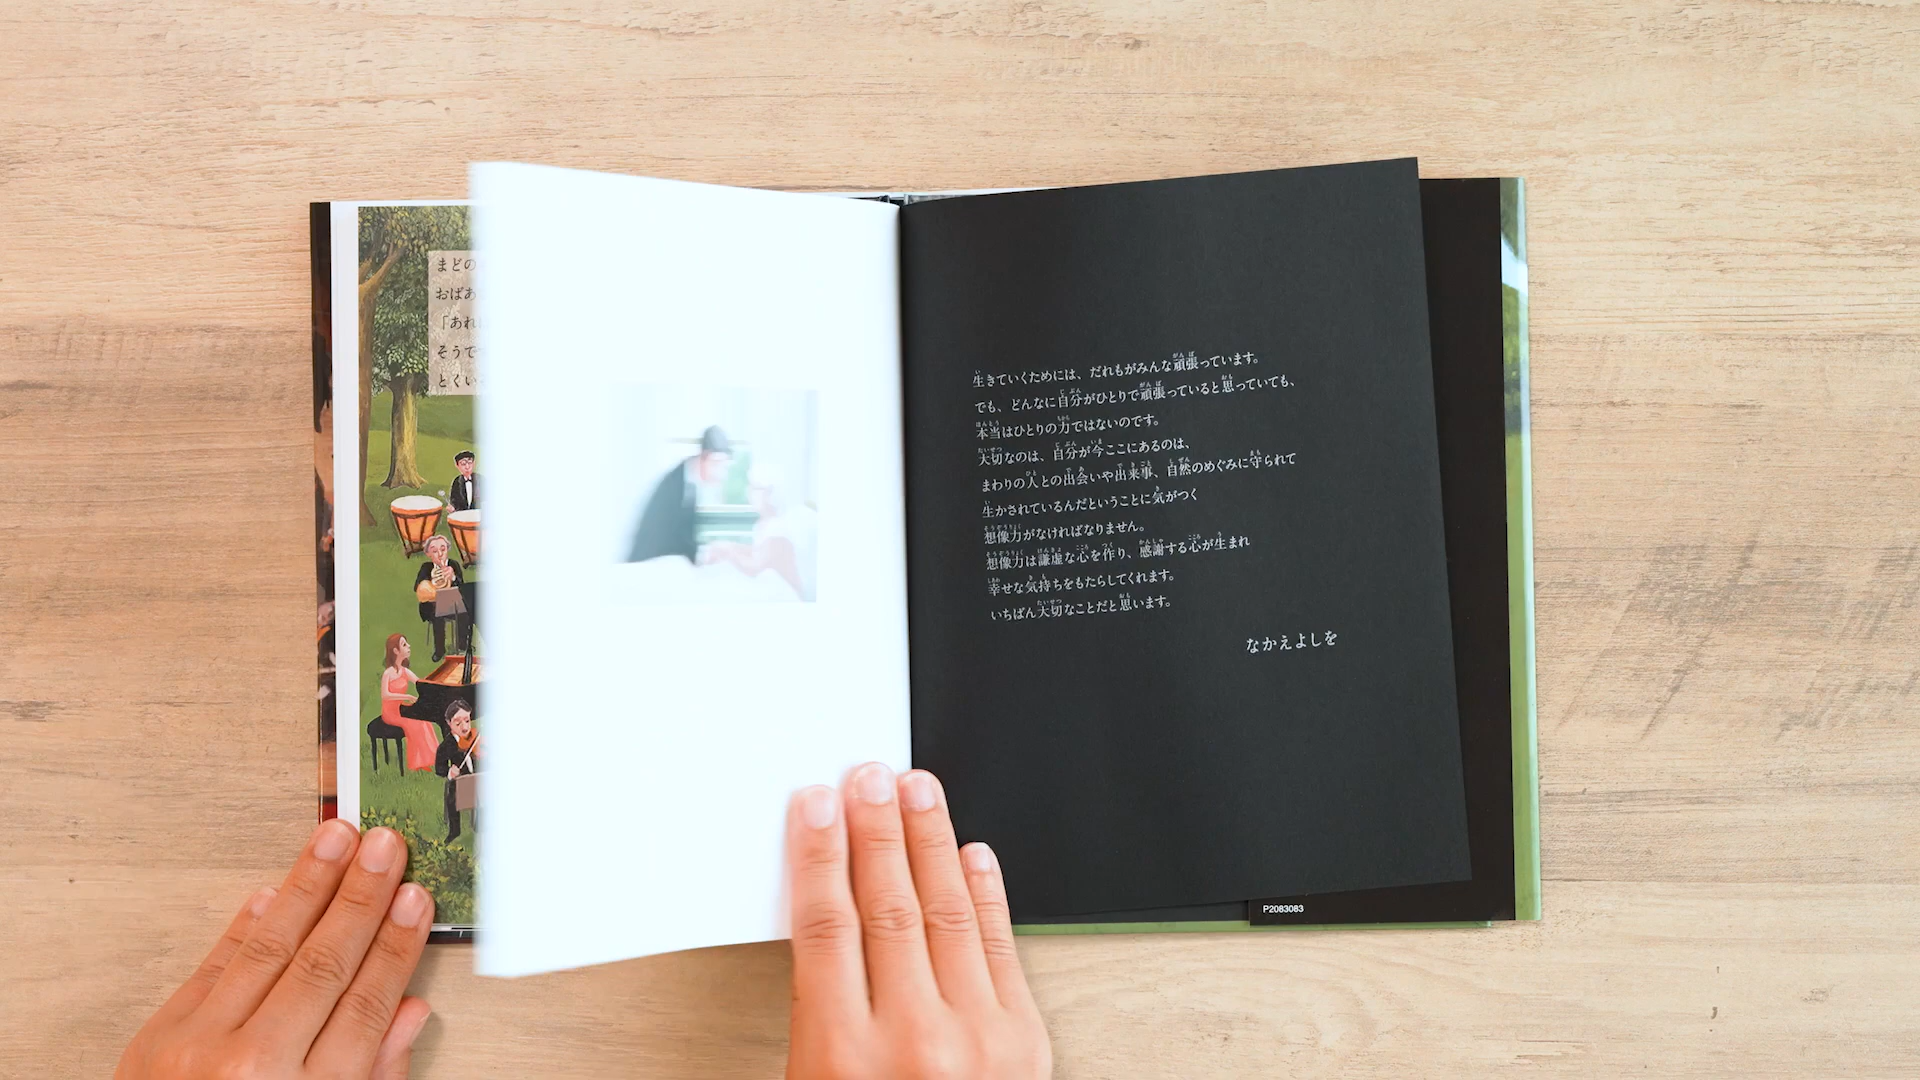 まどの
おばあ
「あれ
そうで
とくい
生きていくためには、だれもがみんな頑張っています。
でも、どんなに自分がひとりで頑張っていると思っていても、
本当はひとりの力ではないのです。
大切なのは、自分が今ここにあるのは、
まわりの人との出会いや出来事、自然のめぐみに守られて
生かされているんだということに気がつく
想像力がなければなりません。
想像力は謙虚な心を作り、感謝する心が生まれ
幸せな気持ちをもたらしてくれます。
いちばん大切なことだと思います。
なかえよしを
P2083083